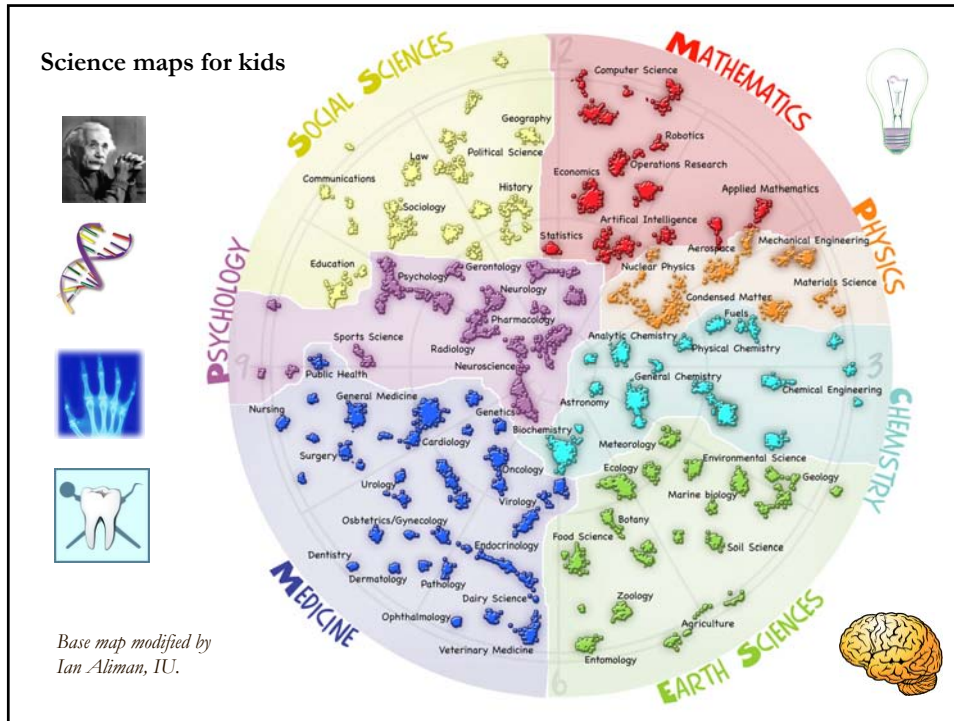 Science maps for kids
SOCIAL SCIENCES
MATHEMATICS
PHYSICS
CHEMISTRY
EARTH SCIENCES
MEDICINE
PSYCHOLOGY
12
3
6
9
Computer Science
Geography
Robotics
Political Science
Law
Operations Research
Communications
Economics
Applied Mathematics
History
Sociology
Artificial Intelligence
Statistics
Aerospace
Mechanical Engineering
Education
Psychology
Gerontology
Nuclear Physics
Neurology
Materials Science
Condensed Matter
Pharmacology
Fuels
Sports Science
Analytic Chemistry
Radiology
Physical Chemistry
Neuroscience
Public Health
General Chemistry
Chemical Engineering
General Medicine
Astronomy
Nursing
Genetics
Biochemistry
Cardiology
Meteorology
Surgery
Environmental Science
Oncology
Ecology
Geology
Urology
Marine biology
Virology
Osbtetrics/Gynecology
Botany
Food Science
Endocrinology
Soil Science
Dentistry
Dermatology
Pathology
Dairy Science
Zoology
Ophthalmology
Agriculture
Veterinary Medicine
Entomology
Base map modified by
Ian Aliman, IU.